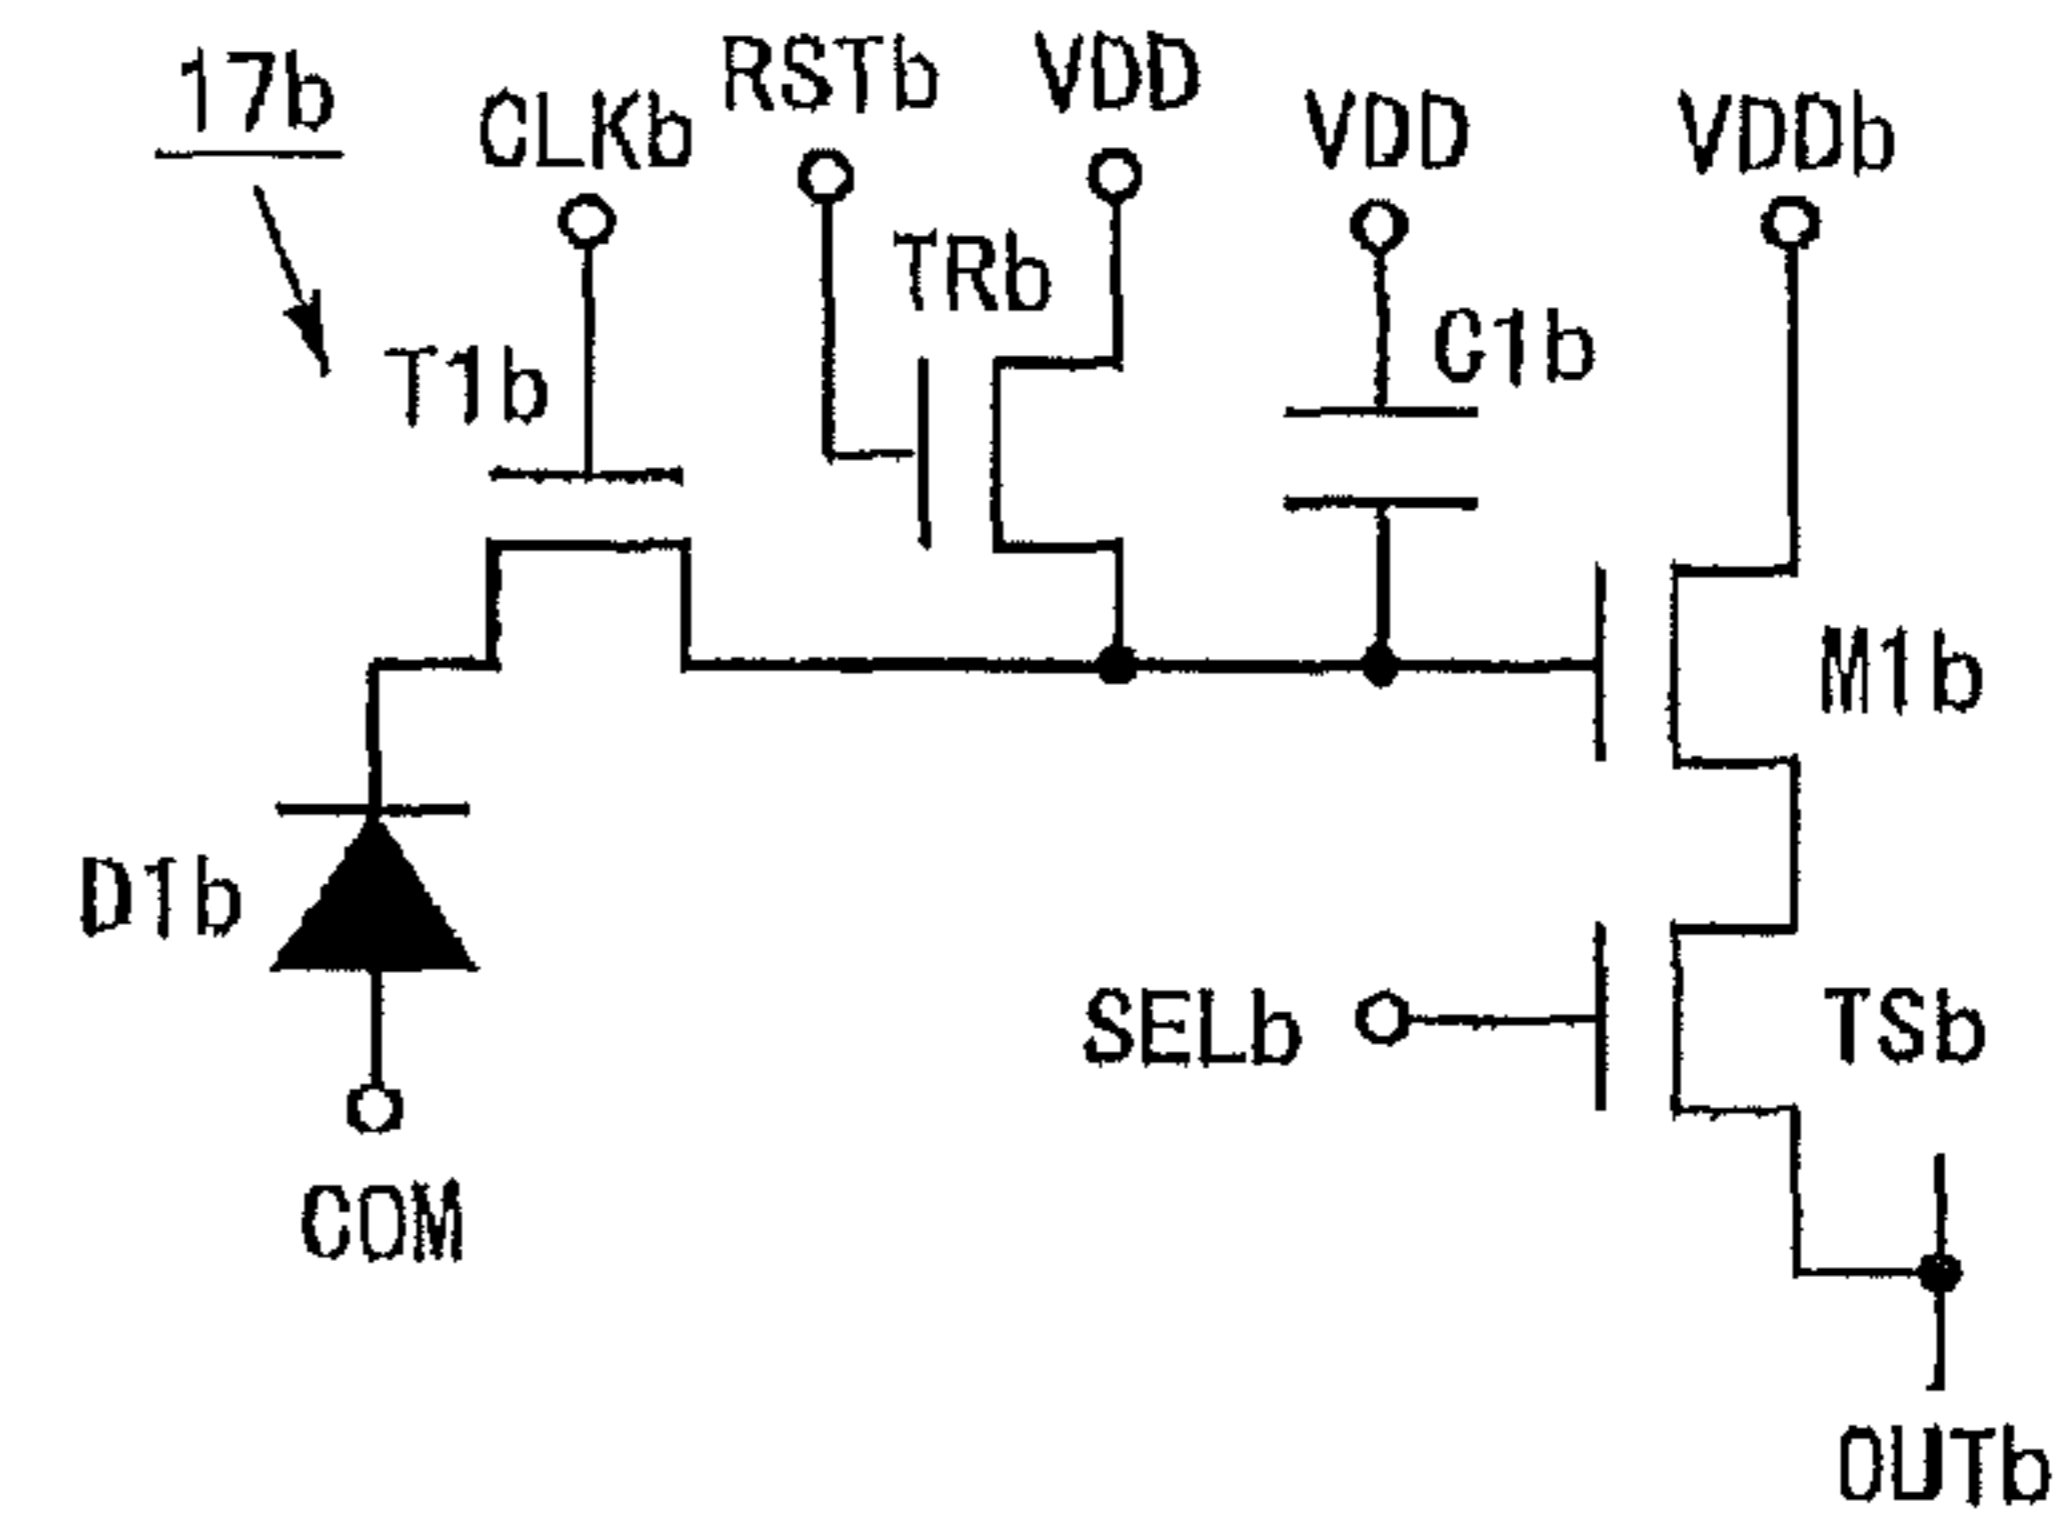 17b
CLKb
RSTb
VDD
VDD
VDDb
TRb
C1b
T1b
M1b
D1b
SELb
TSb
COM
OUTb